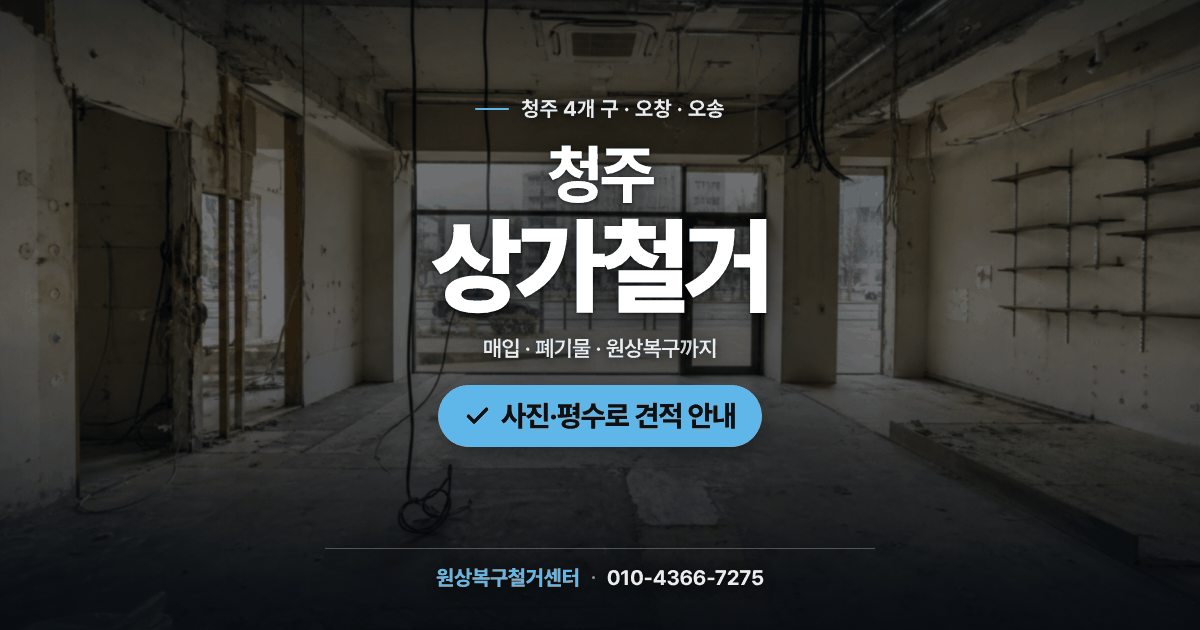 청주 4개 구 · 오창 · 오송
청주
상가철거
매입 · 폐기물 · 원상복구까지
사진·평수로 견적 안내
원상복구철거센터 · 010-4366-7275